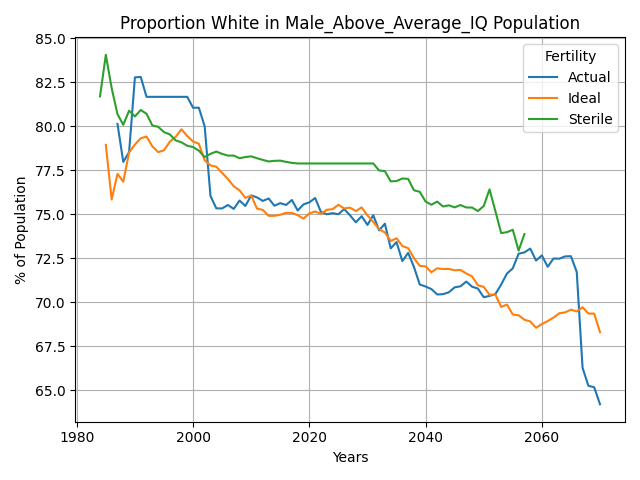 Proportion White in Male_Above_Average_IQ Population
85.0
82.5
80.0
77.5
75.0
72.5
70.0
67.5
65.0
% of Population
Fertility
Actual
Ideal
Sterile
1980
2000
2020
2040
2060
Years